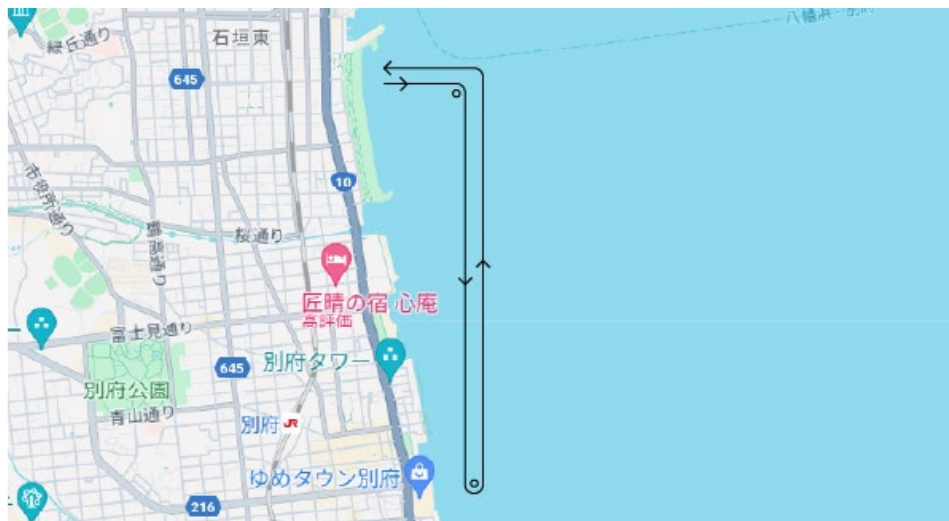 石垣東
緑丘通り
八幡浜-別府
645
市役所通り
10
鶴高通り
桜通り
匠晴の宿 心庵
高評価
富士見通り
645
別府タワー
別府公園
青山通り
別府
JR
ゆめタウン別府
216